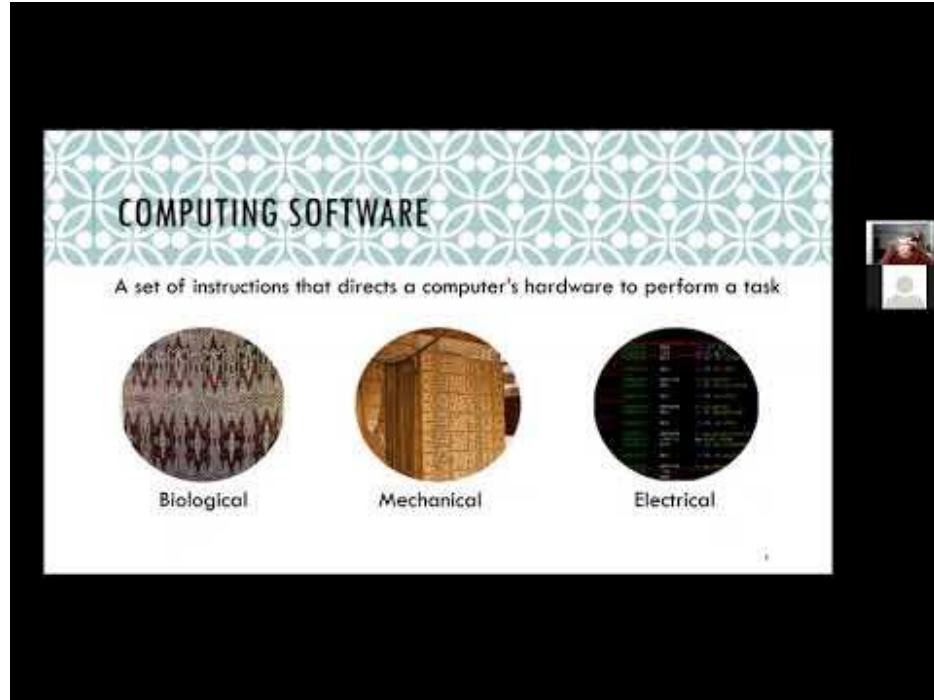 COMPUTING SOFTWARE
A set of instructions that directs a computer's hardware to perform a task
Biological
Mechanical
Electrical